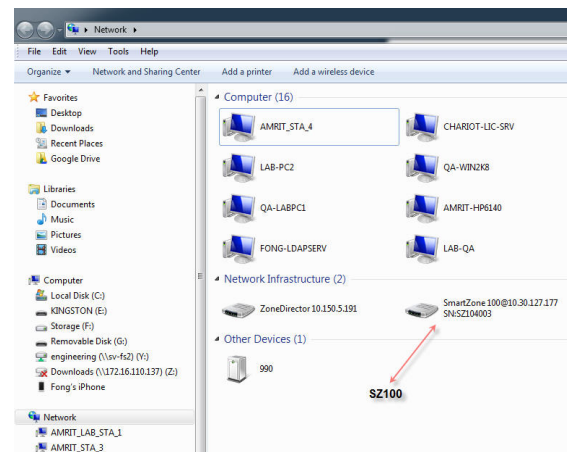 Network
File Edit View Tools Help
Organize Network and Sharing Center Add a printer Add a wireless device
Favorites
Desktop
Downloads
Recent Places
Google Drive
Libraries
Documents
Music
Pictures
Videos
Computer
Local Disk (C:)
KINGSTON (E:)
Storage (F:)
Removable Disk (G:)
engineering (\\sv-fs2) (Y:)
Downloads (\\172.16.110.137) (Z:)
Fong's iPhone
Network
AMRIT_LAB_STA_1
AMRIT_STA_3
Computer (16)
AMRIT_STA_4
CHARIOT-LIC-SRV
LAB-PC2
QA-WIN2K8
QA-LABPC1
AMRIT-HP6140
FONG-LDAPSERV
LAB-QA
Network Infrastructure (2)
ZoneDirector 10.150.5.191
SmartZone 100@10.30.127.177
SN:SZ104003
Other Devices (1)
990
SZ100